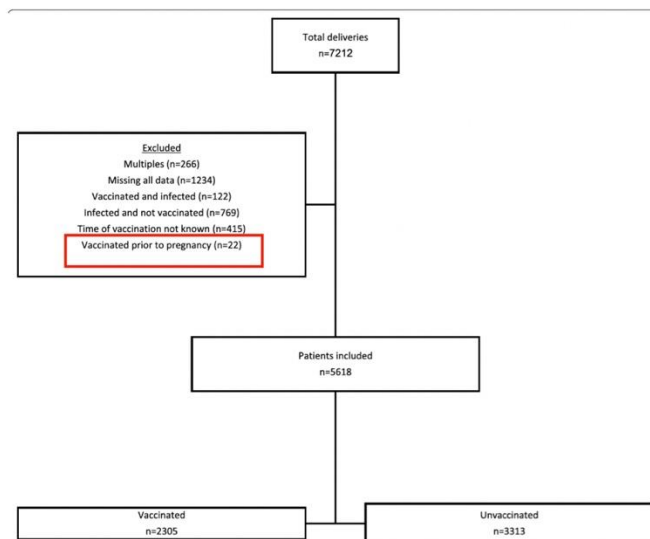 Total deliveries
n=7212
Excluded
Multiples (n=266)
Missing all data (n=1234)
Vaccinated and infected (n=122)
Infected and not vaccinated (n=769)
Time of vaccination not known (n=415)
Vaccinated prior to pregnancy (n=22)
Patients included
n=5618
Vaccinated
n=2305
Unvaccinated
n=3313